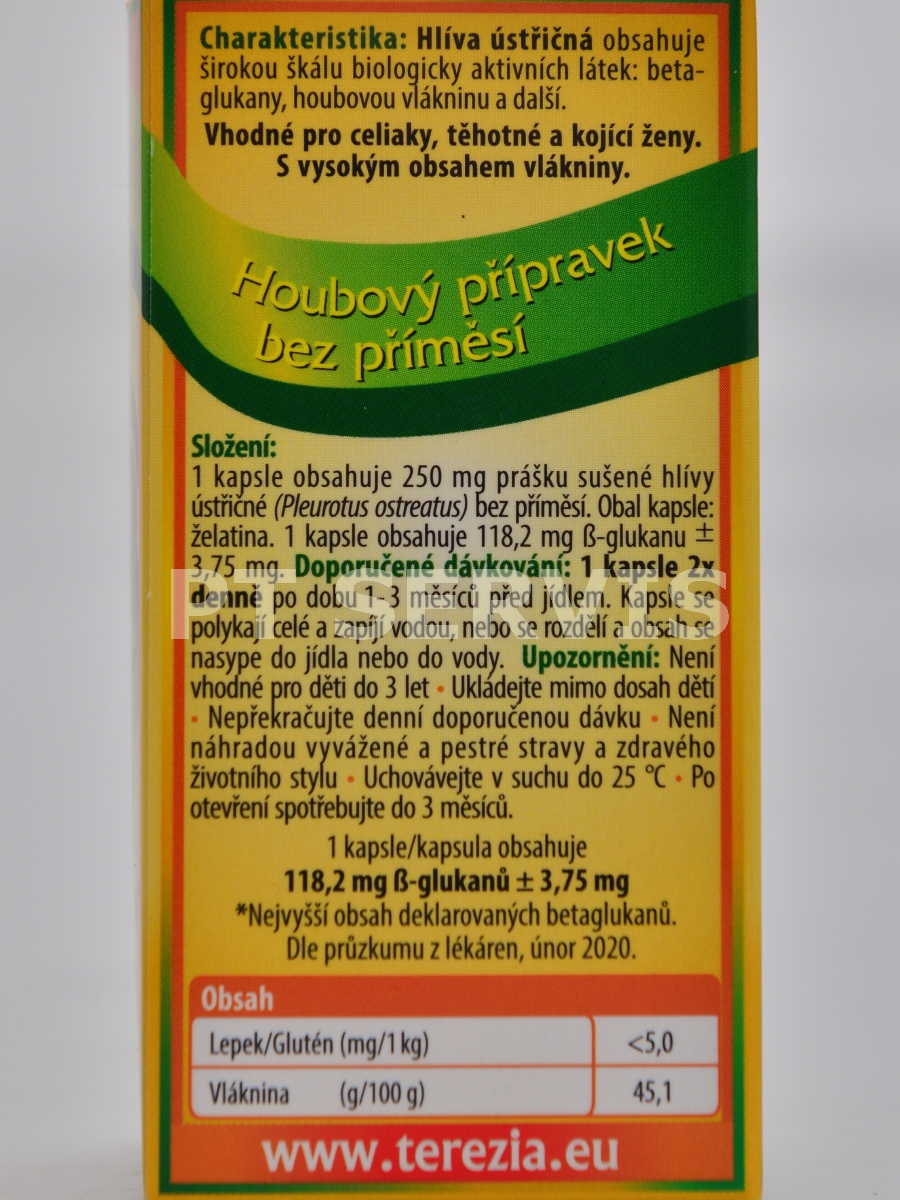 Charakteristika: Hlíva ústřičná obsahuje
širokou škálu biologicky aktivních látek: beta-
glukany, houbovou vlákninu a další.
Vhodné pro celiaky, těhotné a kojící ženy.
S vysokým obsahem vlákniny.
Houbový přípravek
bez příměsí
Složení:
1 kapsle obsahuje 250 mg prášku sušené hlívy
ústřičné (Pleurotus ostreatus) bez příměsí. Obal kapsle:
želatina. 1 kapsle obsahuje 118,2 mg ß-glukanu ±
3,75 mg. Doporučené dávkování: 1 kapsle 2x
denně po dobu 1-3 měsíců před jídlem. Kapsle se
polykají celé a zapíjí vodou, nebo se rozdělí a obsah se
nasype do jídla nebo do vody. Upozornění: Není
vhodné pro děti do 3 let • Ukládejte mimo dosah dětí
• Nepřekračujte denní doporučenou dávku • Není
náhradou vyvážené a pestré stravy a zdravého
životního stylu • Uchovávejte v suchu do 25 °C • Po
otevření spotřebujte do 3 měsíců.
1 kapsle/kapsula obsahuje
118,2 mg ß-glukanů ± 3,75 mg
*Nejvyšší obsah deklarovaných betaglukanů.
Dle průzkumu z lékáren, únor 2020.
Obsah
Lepek/Glutén (mg/1 kg) <5,0
Vláknina (g/100 g) 45,1
www.terezia.eu
PT SERVIS